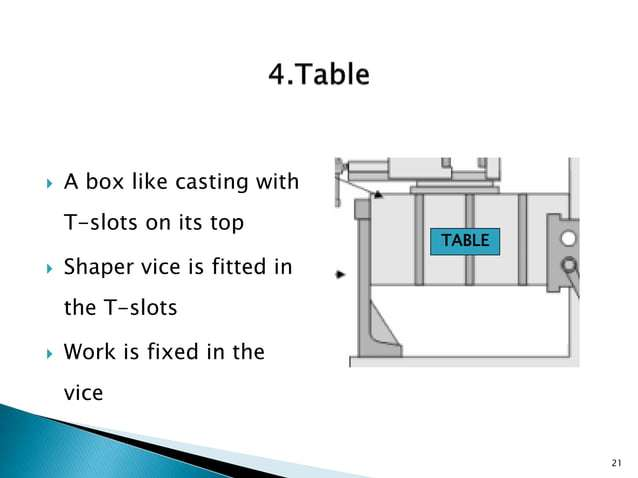 4.Table
A box like casting with
T-slots on its top
Shaper vice is fitted in
the T-slots
Work is fixed in the
vice
TABLE
21